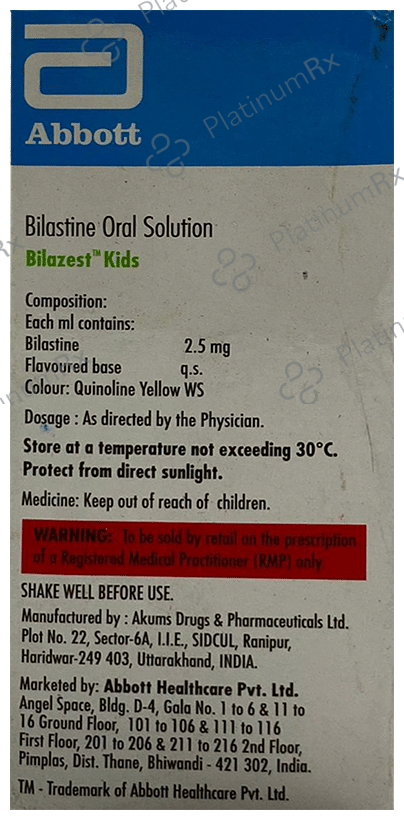 Abbott
Bilastine Oral Solution
Bilazest™ Kids
Composition:
Each ml contains:
Bilastine 2.5 mg
Flavoured base q.s.
Colour: Quinoline Yellow WS
Dosage : As directed by the Physician.
Store at a temperature not exceeding 30°C.
Protect from direct sunlight.
Medicine: Keep out of reach of children.
WARNING: To be sold by retail on the prescription
of a Registered Medical Practitioner (RMP) only
SHAKE WELL BEFORE USE.
Manufactured by : Akums Drugs & Pharmaceuticals Ltd.
Plot No. 22, Sector-6A, I.I.E., SIDCUL, Ranipur,
Haridwar-249 403, Uttarakhand, INDIA.
Marketed by: Abbott Healthcare Pvt. Ltd.
Angel Space, Bldg. D-4, Gala No. 1 to 6 & 11 to
16 Ground Floor, 101 to 106 & 111 to 116
First Floor, 201 to 206 & 211 to 216 2nd Floor,
Pimplas, Dist. Thane, Bhiwandi - 421 302, India.
TM - Trademark of Abbott Healthcare Pvt. Ltd.
PlatinumRx
PlatinumRx
PlatinumRx